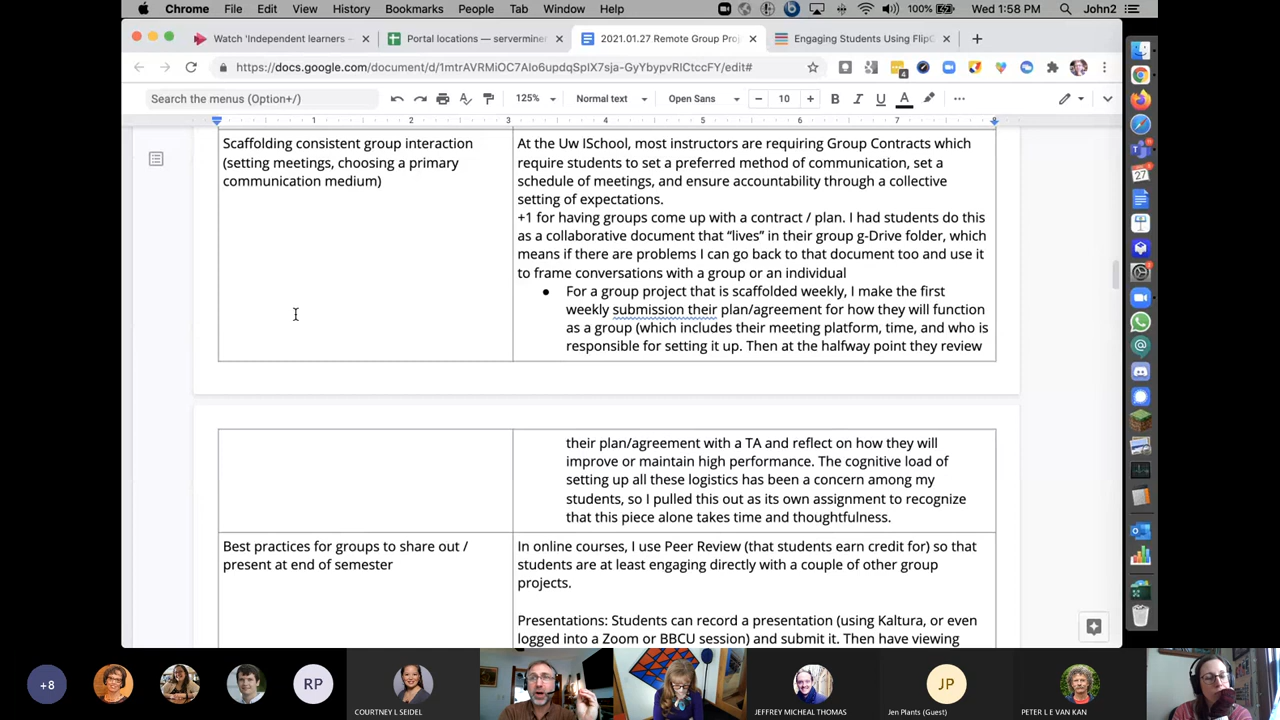 Chrome File Edit View History Bookmarks People Tab Window Help 100% Wed 1:58 PM John2
Watch 'Independent learners – Portal locations — serverminer 2021.01.27 Remote Group Pro Engaging Students Using FlipG
https://docs.google.com/document
edit#
Search the menus (Option+/) 125% Normal text Open Sans 10 B I U A
1 2 3 4 5 6 7 8
Scaffolding consistent group interaction
(setting meetings, choosing a primary
communication medium)
At the Uw ISchool, most instructors are requiring Group Contracts which
require students to set a preferred method of communication, set a
schedule of meetings, and ensure accountability through a collective
setting of expectations.
+1 for having groups come up with a contract / plan. I had students do this
as a collaborative document that “lives” in their group g-Drive folder, which
means if there are problems I can go back to that document too and use it
to frame conversations with a group or an individual
● For a group project that is scaffolded weekly, I make the first
weekly submission their plan/agreement for how they will function
as a group (which includes their meeting platform, time, and who is
responsible for setting it up. Then at the halfway point they review
their plan/agreement with a TA and reflect on how they will
improve or maintain high performance. The cognitive load of
setting up all these logistics has been a concern among my
students, so I pulled this out as its own assignment to recognize
that this piece alone takes time and thoughtfulness.
Best practices for groups to share out /
present at end of semester
In online courses, I use Peer Review (that students earn credit for) so that
students are at least engaging directly with a couple of other group
projects.
Presentations: Students can record a presentation (using Kaltura, or even
logged into a Zoom or BBCU session) and submit it. Then have viewing
+8
RP
COURTNEY L SEIDEL
JEFFREY MICHEAL THOMAS
JP
Jen Plants (Guest)
PETER L E VAN KAN